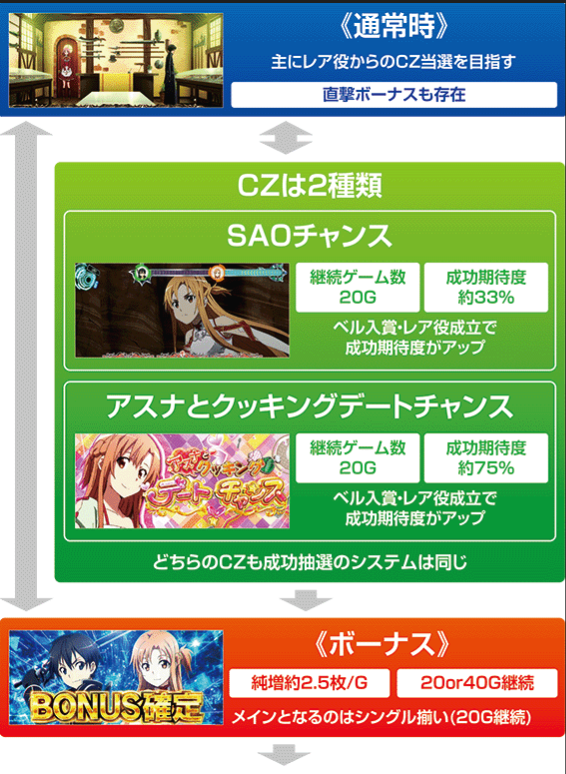 《通常時》
主にレア役からのCZ当選を目指す
直撃ボーナスも存在
CZは2種類
SAOチャンス
継続ゲーム数
20G
成功期待度
約33%
ベル入賞・レア役成立で
成功期待度がアップ
アスナとクッキングデートチャンス
アスナと
クッキング
デートチャンス
継続ゲーム数
20G
成功期待度
約75%
ベル入賞・レア役成立で
成功期待度がアップ
どちらのCZも成功抽選のシステムは同じ
BONUS確定
《ボーナス》
純増約2.5枚/G
20or40G継続
メインとなるのはシングル揃い(20G継続)